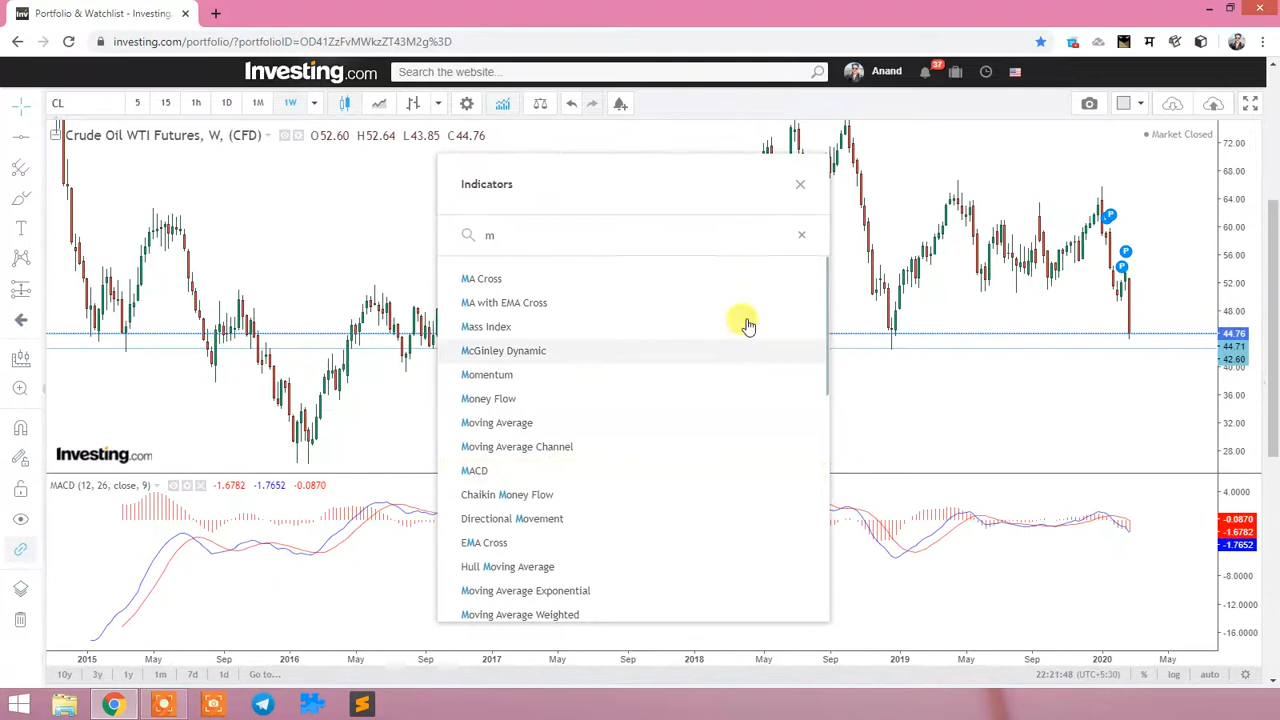 Portfolio & Watchlist - Investing.
investing.com/portfolio/?portfolioID=OD41ZzFvMWkzZT43M2g%3D
Investing.com
Search the website...
Anand
37
CL
5 15 1h 1D 1M 1W
Crude Oil WTI Futures, W, (CFD)
O52.60 H52.64 L43.85 C44.76
Market Closed
Indicators
m
MA Cross
MA with EMA Cross
Mass Index
McGinley Dynamic
Momentum
Money Flow
Moving Average
Moving Average Channel
MACD
Chaikin Money Flow
Directional Movement
EMA Cross
Hull Moving Average
Moving Average Exponential
Moving Average Weighted
P
P
P
72.00
68.00
64.00
60.00
56.00
52.00
48.00
44.76
44.71
42.60
40.00
36.00
32.00
28.00
Investing.com
MACD (12, 26, close, 9) -1.6782 -1.7652 -0.0870
4.0000
-0.0870
-1.6782
-1.7652
-8.0000
-12.0000
-16.0000
2015 May Sep 2016 May Sep 2017 May Sep 2018 May Sep 2019 May Sep 2020 May
10y 3y 1y 1m 7d 1d Go to...
22:21:48 (UTC+5:30) % log auto